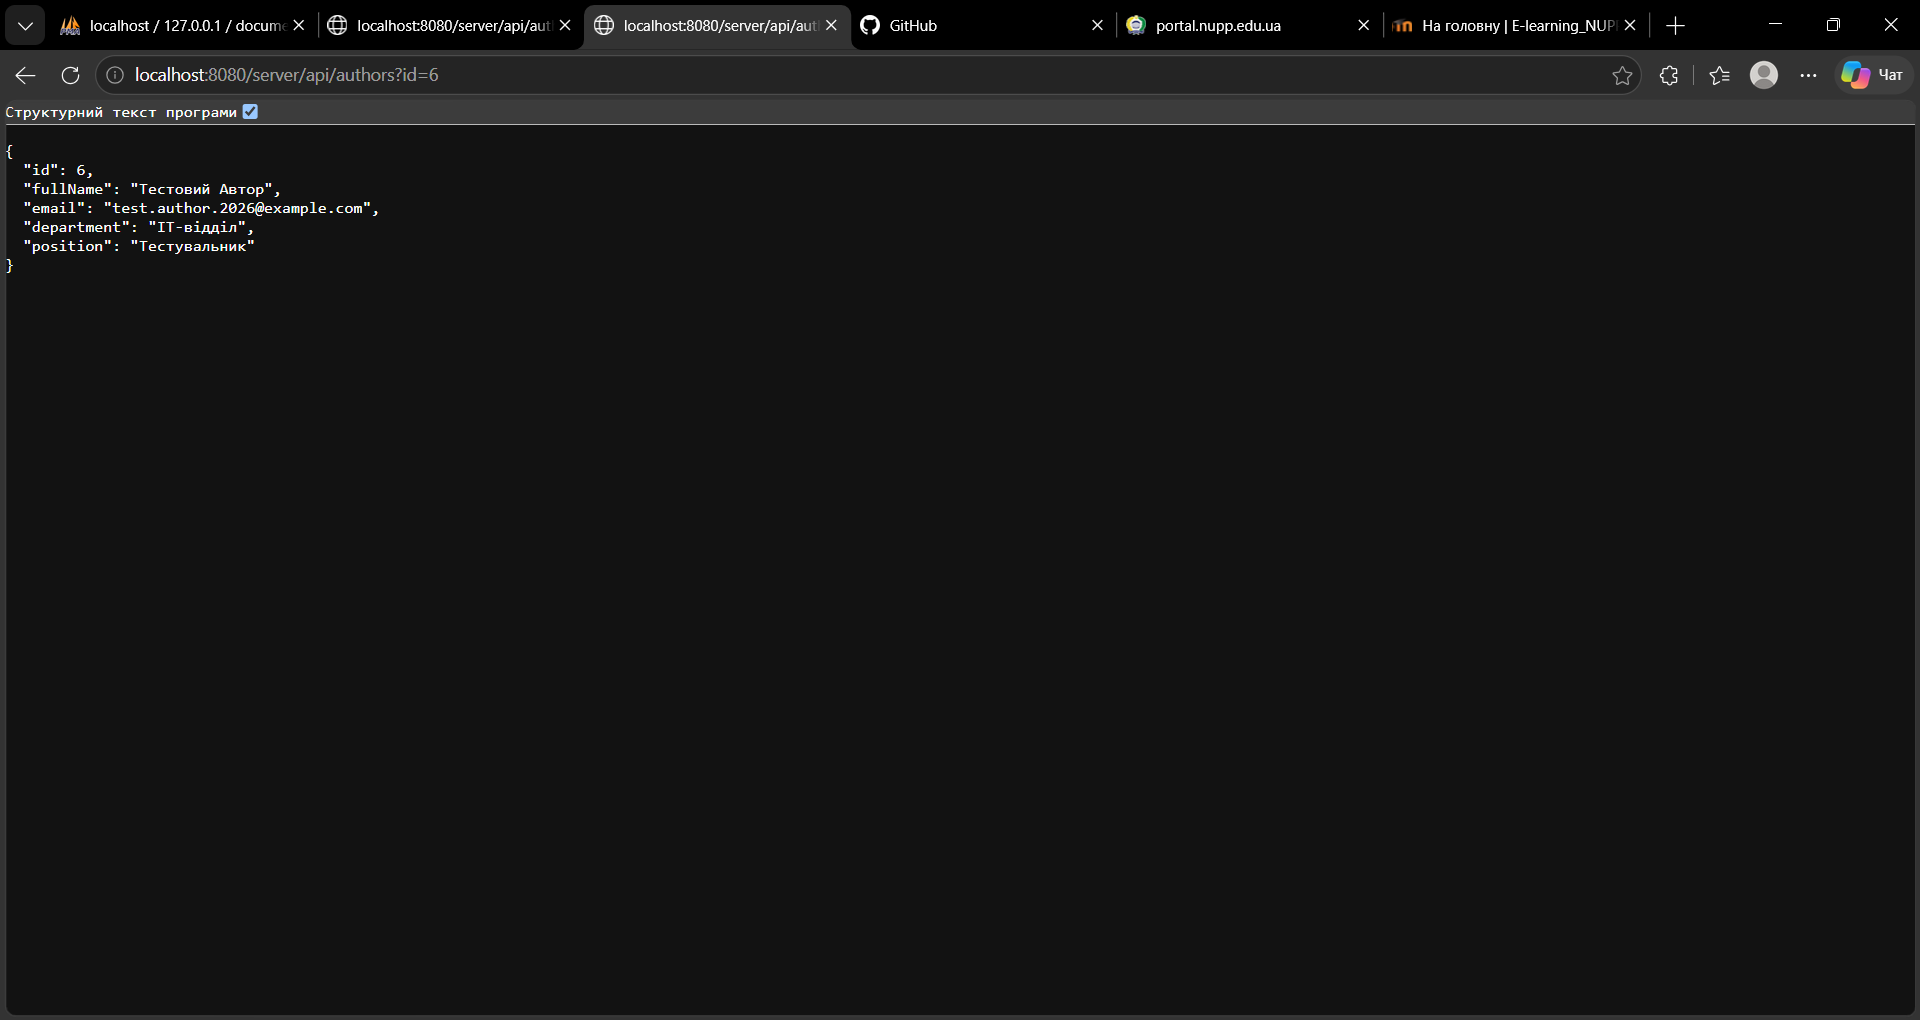 localhost / 127.0.0.1 / docume
localhost:8080/server/api/aut
localhost:8080/server/api/aut
GitHub
portal.nupp.edu.ua
На головну | E-learning_NUP
localhost:8080/server/api/authors?id=6
Чат
Структурний текст програми
{
"id": 6,
"fullName": "Тестовий Автор",
"email": "test.author.2026@example.com",
"department": "ІТ-відділ",
"position": "Тестувальник"
}